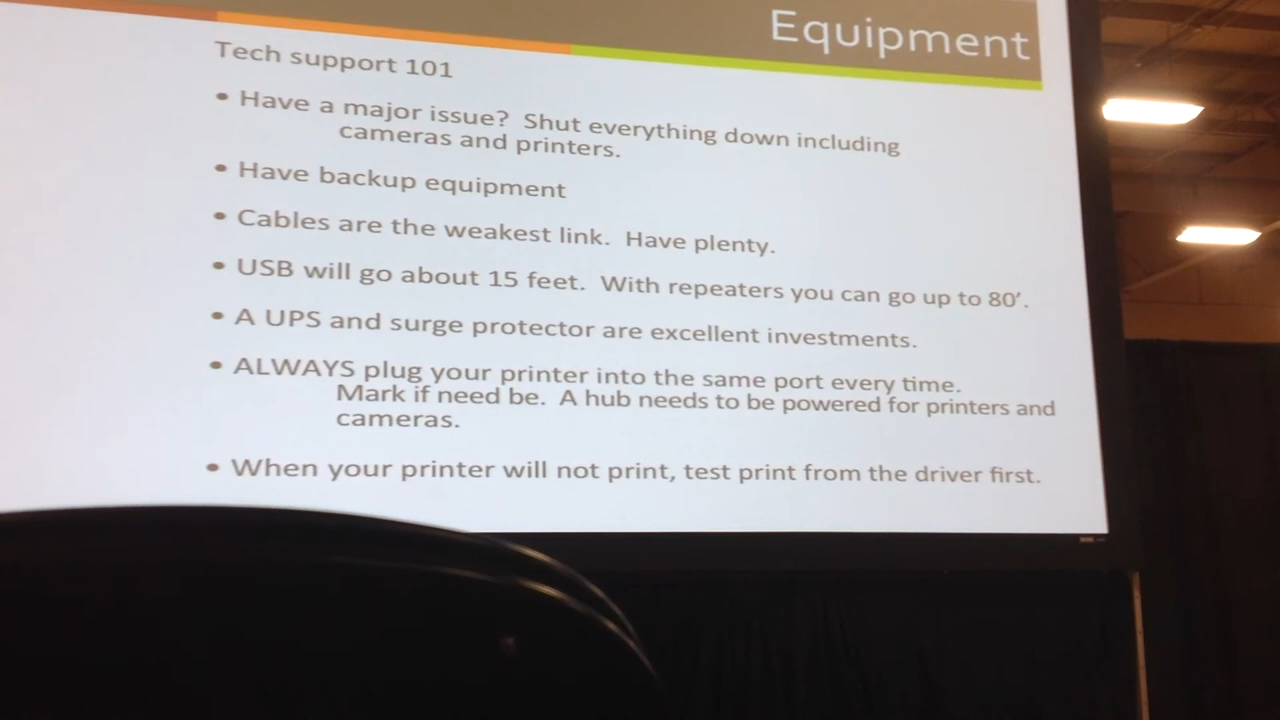 Equipment
Tech support 101
• Have a major issue? Shut everything down including
cameras and printers.
• Have backup equipment
• Cables are the weakest link. Have plenty.
• USB will go about 15 feet. With repeaters you can go up to 80’.
• A UPS and surge protector are excellent investments.
• ALWAYS plug your printer into the same port every time.
Mark if need be. A hub needs to be powered for printers and
cameras.
• When your printer will not print, test print from the driver first.